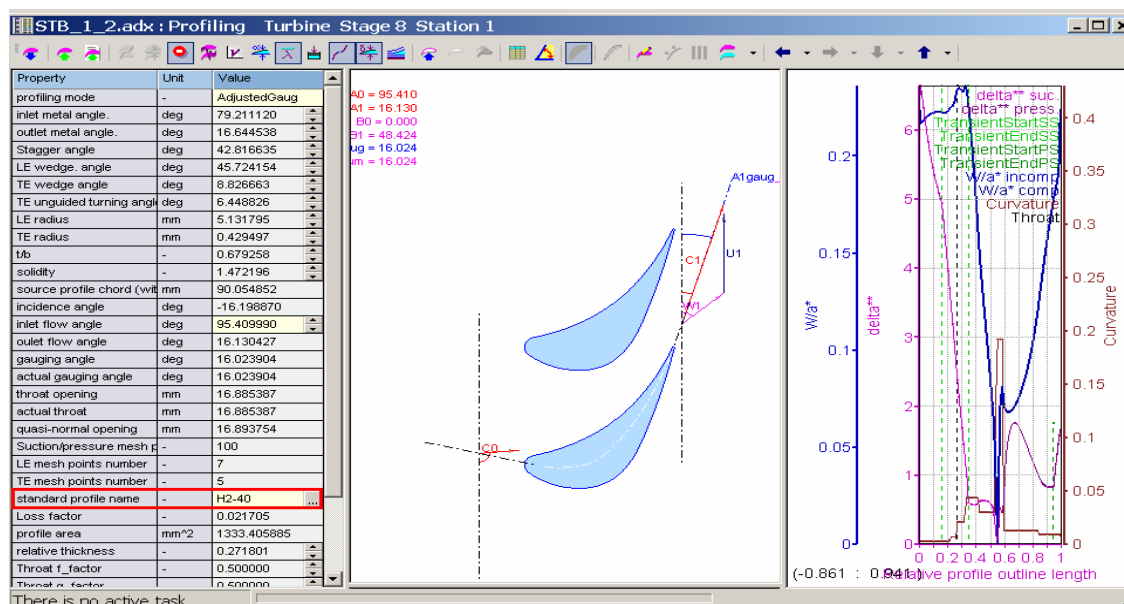 STB_1_2.adx : Profiling Turbine Stage 8 Station 1
Property Unit Value
profiling mode - AdjustedGaug
inlet metal angle. deg 79.211120
outlet metal angle. deg 16.644538
Stagger angle deg 42.816635
LE wedge. angle deg 45.724154
TE wedge angle deg 8.826663
TE unguided turning angl deg 6.448826
LE radius mm 5.131795
TE radius mm 0.429497
t/b - 0.679258
solidity - 1.472196
source profile chord (wit mm 90.054852
incidence angle deg -16.198870
inlet flow angle deg 95.409990
oulet flow angle deg 16.130427
gauging angle deg 16.023904
actual gauging angle deg 16.023904
throat opening mm 16.885387
actual throat mm 16.885387
quasi-normal opening mm 16.893754
Suction/pressure mesh p - 100
LE mesh points number - 7
TE mesh points number - 5
standard profile name - H2-40 ...
Loss factor - 0.021705
profile area mm^2 1333.405885
relative thickness - 0.271801
Throat f_factor - 0.500000
Throat g_factor - 0.500000
There is no active task
A0 = 95.410
A1 = 16.130
B0 = 0.000
B1 = 48.424
ug = 16.024
um = 16.024
A1gaug_
C1
U1
W1
C0
delta** suc.
delta** press.
TransientStartSS
TransientEndSS
TransientStartPS
TransientEndPS
W/a* incomp
W/a* comp
Curvature
Throat
W/a*
0.2
0.15
0.1
0.05
0
delta**
6
5
4
3
2
1
0
Curvature
0.4
0.35
0.3
0.25
0.2
0.15
0.1
0.05
0
0 0.2 0.4 0.6 0.8 1
(-0.861 : 0.941 )
Relative profile outline length